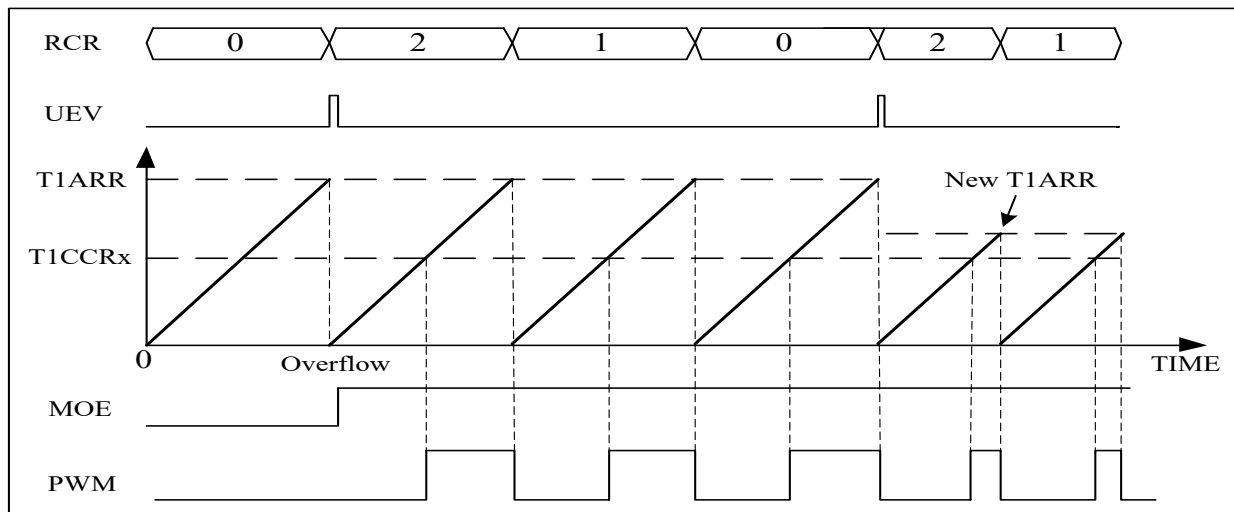 RCR 0 2 1 0 2 1
UEV
T1ARR
New T1ARR
T1CCRx
0 Overflow TIME
MOE
PWM